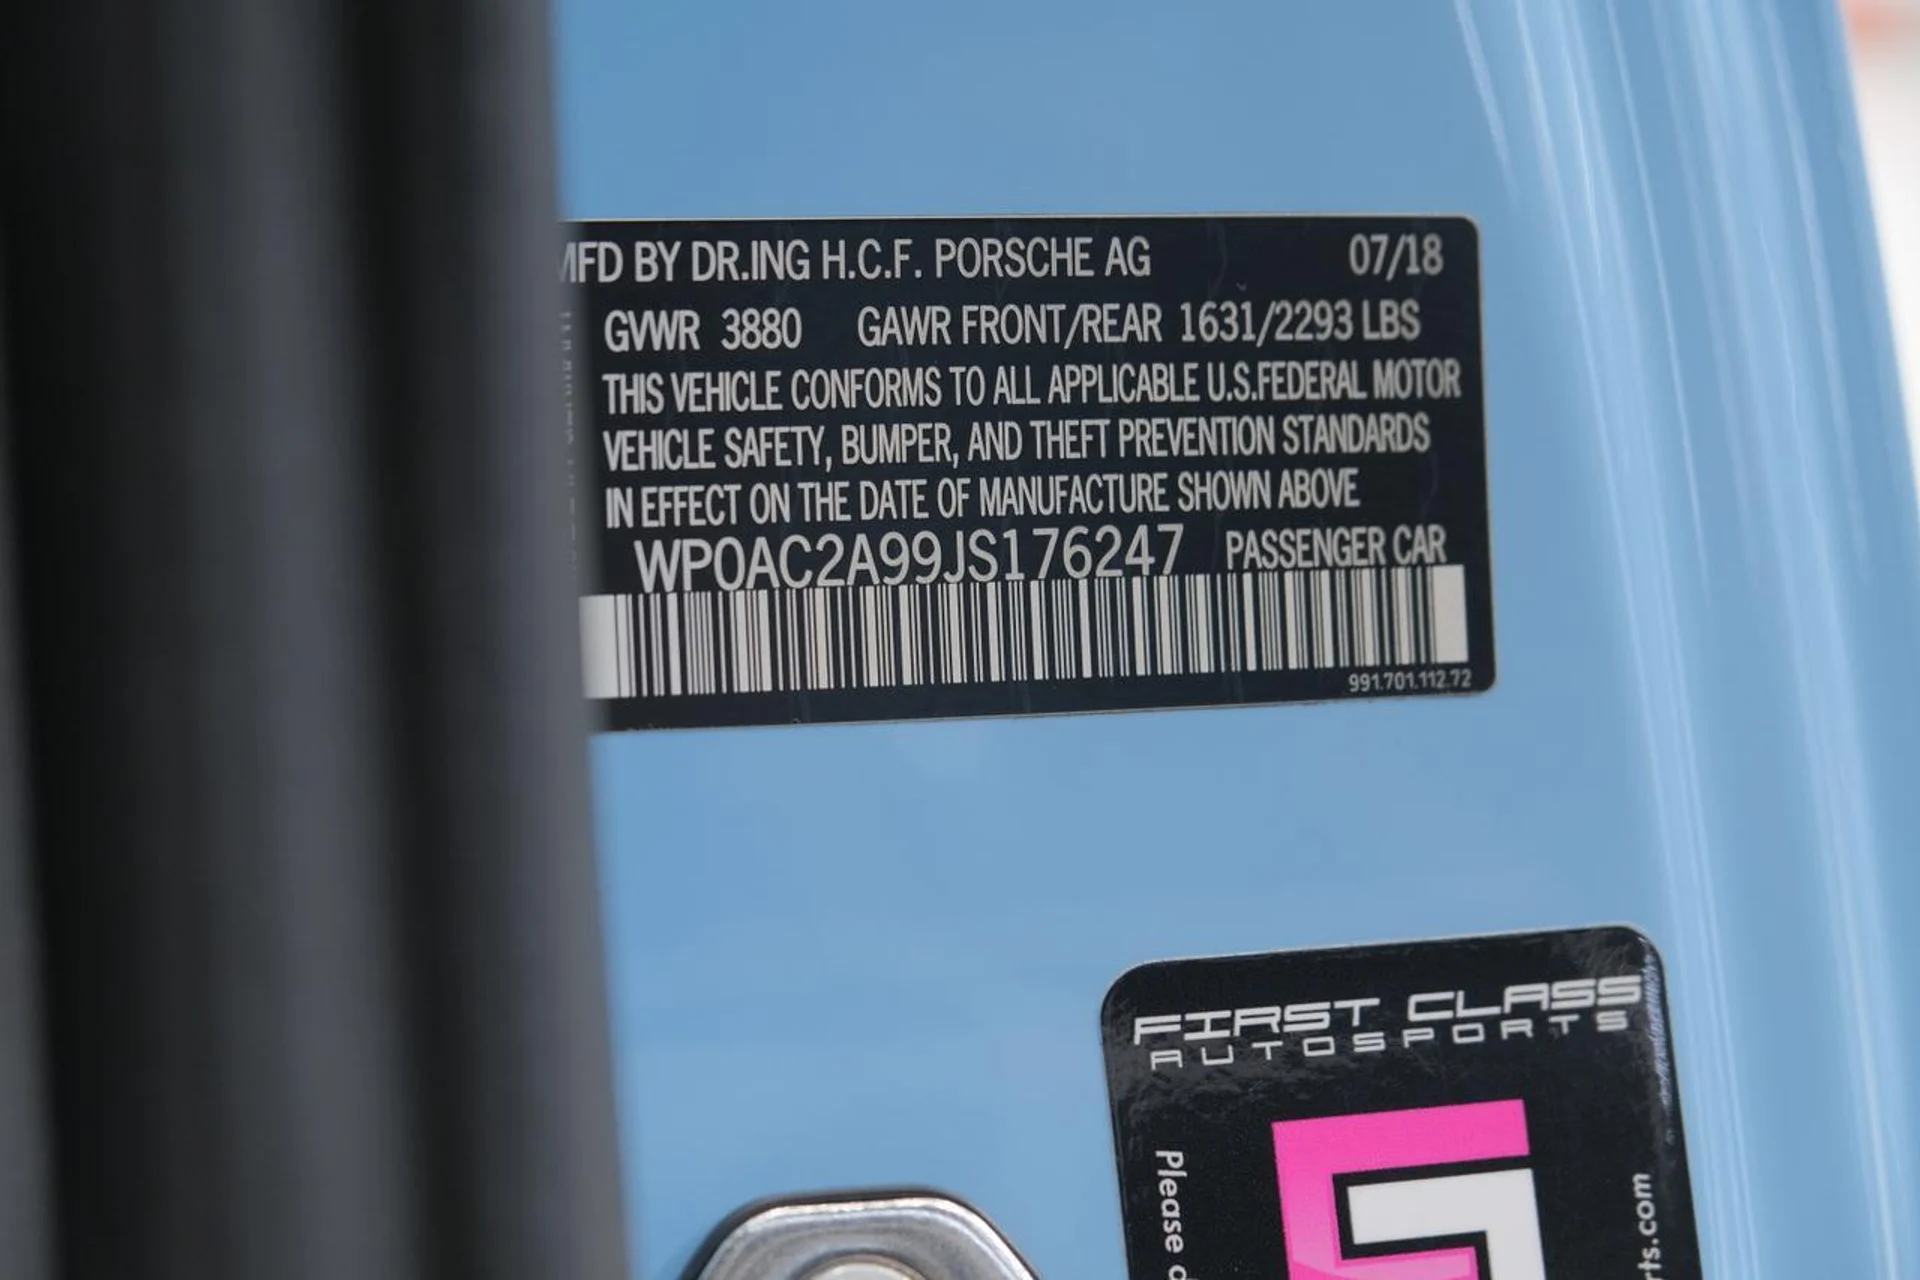 MFD BY DR.ING H.C.F. PORSCHE AG 07/18
GVWR 3880 GAWR FRONT/REAR 1631/2293 LBS
THIS VEHICLE CONFORMS TO ALL APPLICABLE U.S.FEDERAL MOTOR
VEHICLE SAFETY, BUMPER, AND THEFT PREVENTION STANDARDS
IN EFFECT ON THE DATE OF MANUFACTURE SHOWN ABOVE
WP0AC2A99JS176247 PASSENGER CAR
991.701.112.72
FIRST CLASS
AUTOSPORTS
Please
rts.com